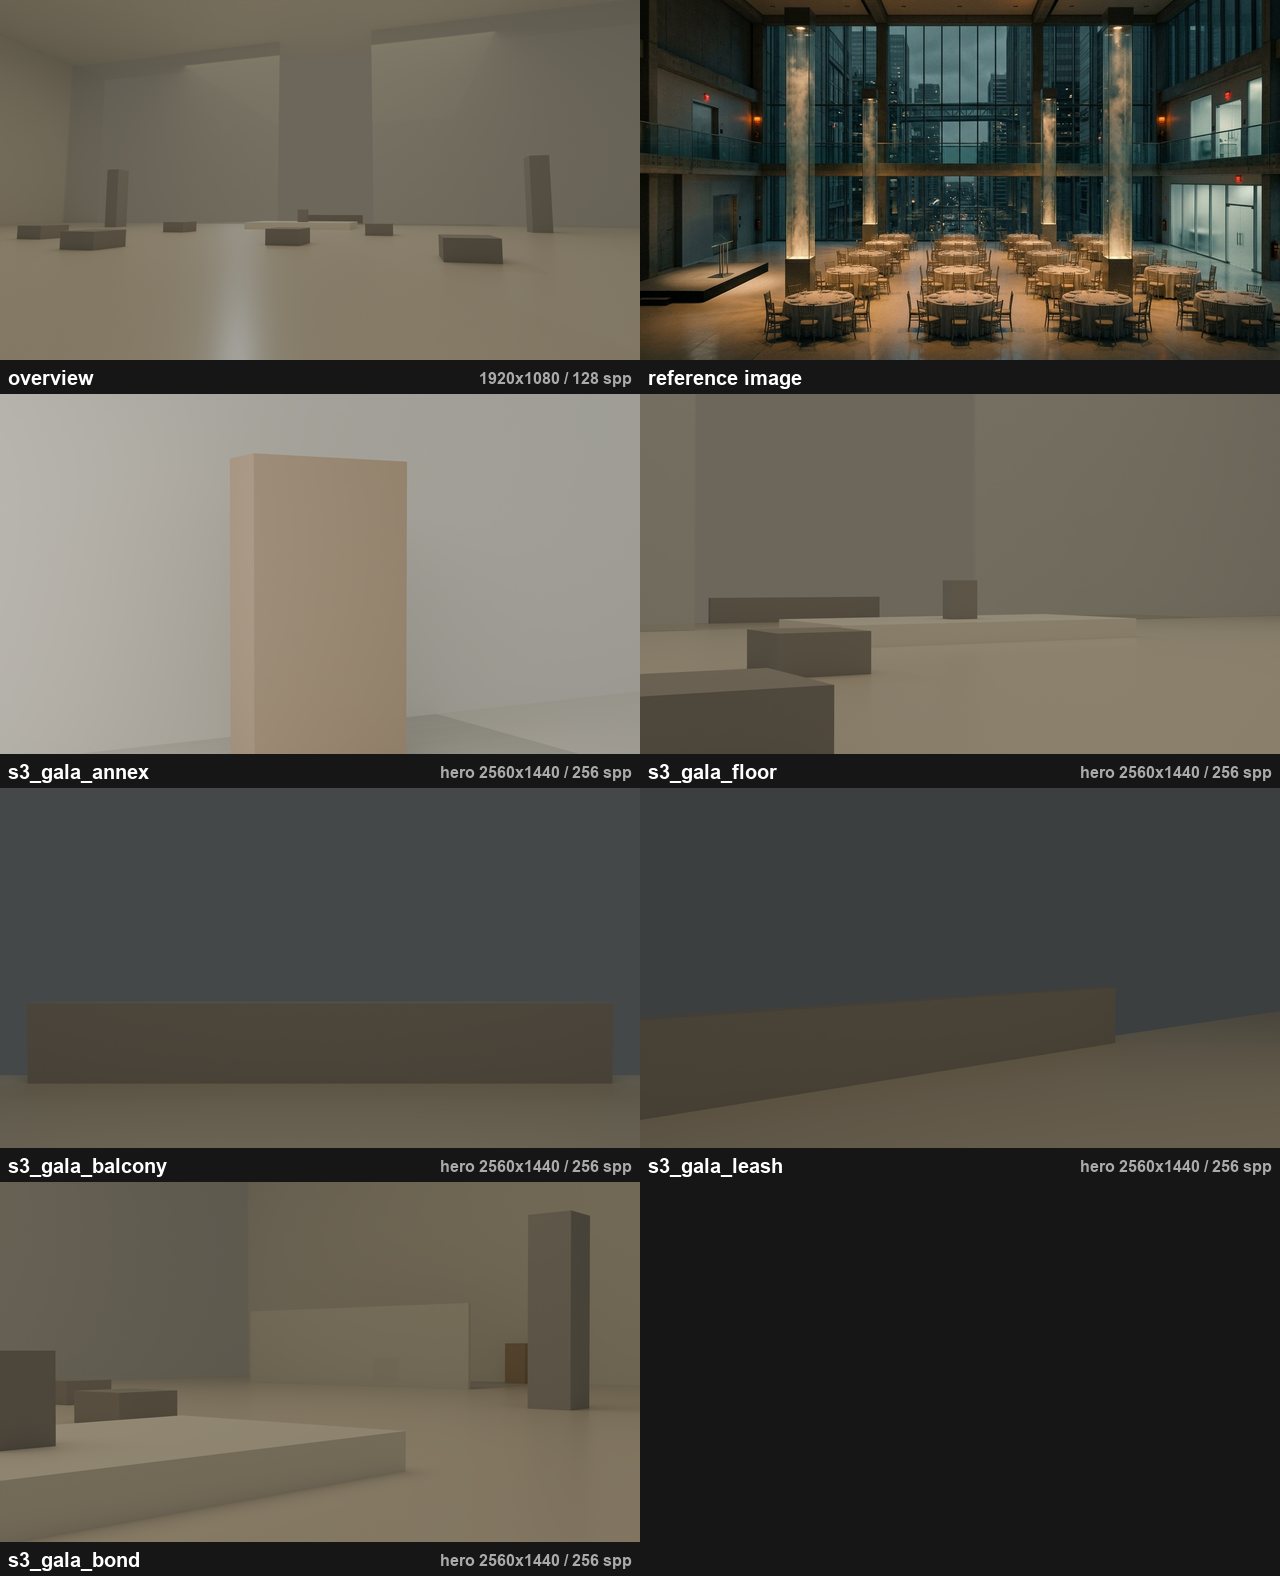 overview
1920x1080 / 128 spp
reference image
s3_gala_annex
hero 2560x1440 / 256 spp
s3_gala_floor
hero 2560x1440 / 256 spp
s3_gala_balcony
hero 2560x1440 / 256 spp
s3_gala_leash
hero 2560x1440 / 256 spp
s3_gala_bond
hero 2560x1440 / 256 spp